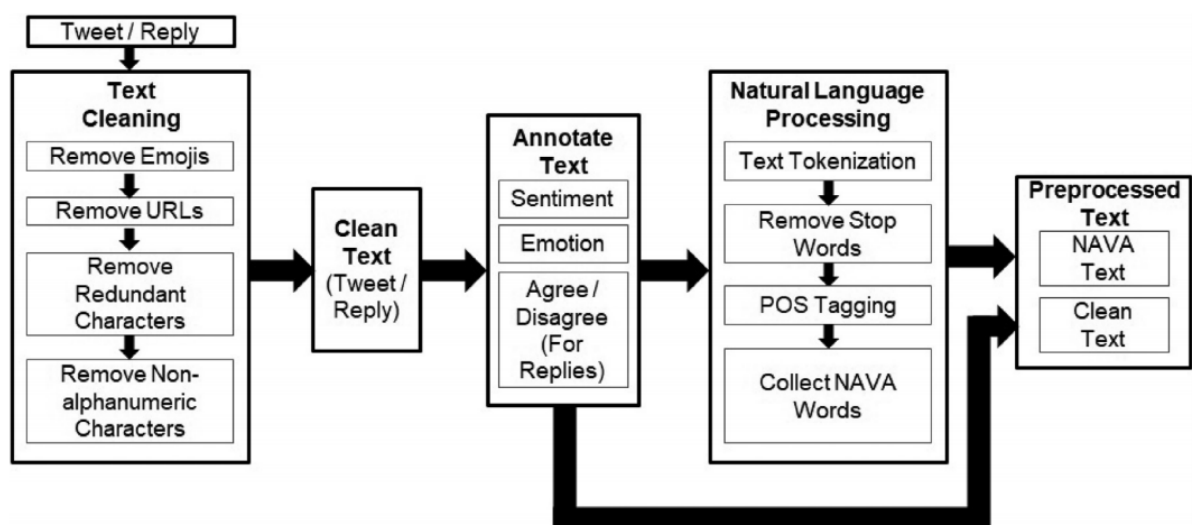 Tweet / Reply
Text
Cleaning
Remove Emojis
Remove URLs
Remove
Redundant
Characters
Remove Non-
alphanumeric
Characters
Clean
Text
(Tweet /
Reply)
Annotate
Text
Sentiment
Emotion
Agree /
Disagree
(For
Replies)
Natural Language
Processing
Text Tokenization
Remove Stop
Words
POS Tagging
Collect NAVA
Words
Preprocessed
Text
NAVA
Text
Clean
Text